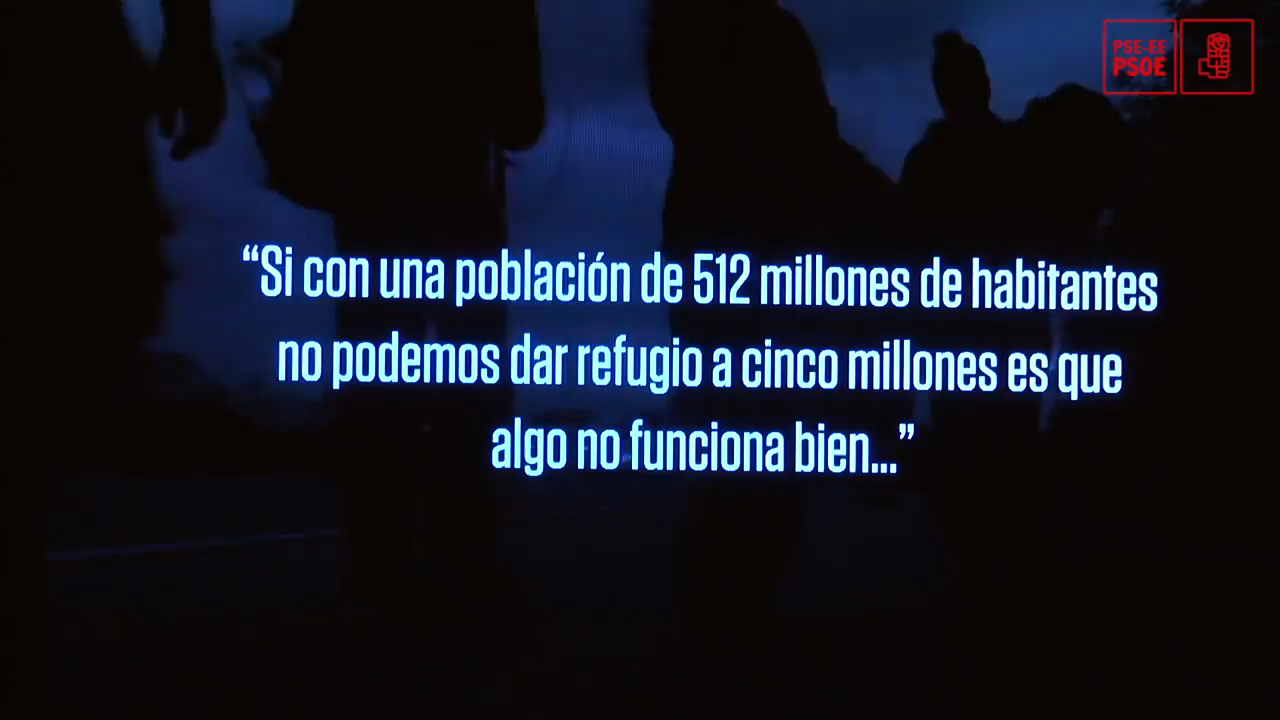 PSE-EE
PSOE
“Si con una población de 512 millones de habitantes
no podemos dar refugio a cinco millones es que
algo no funciona bien...”